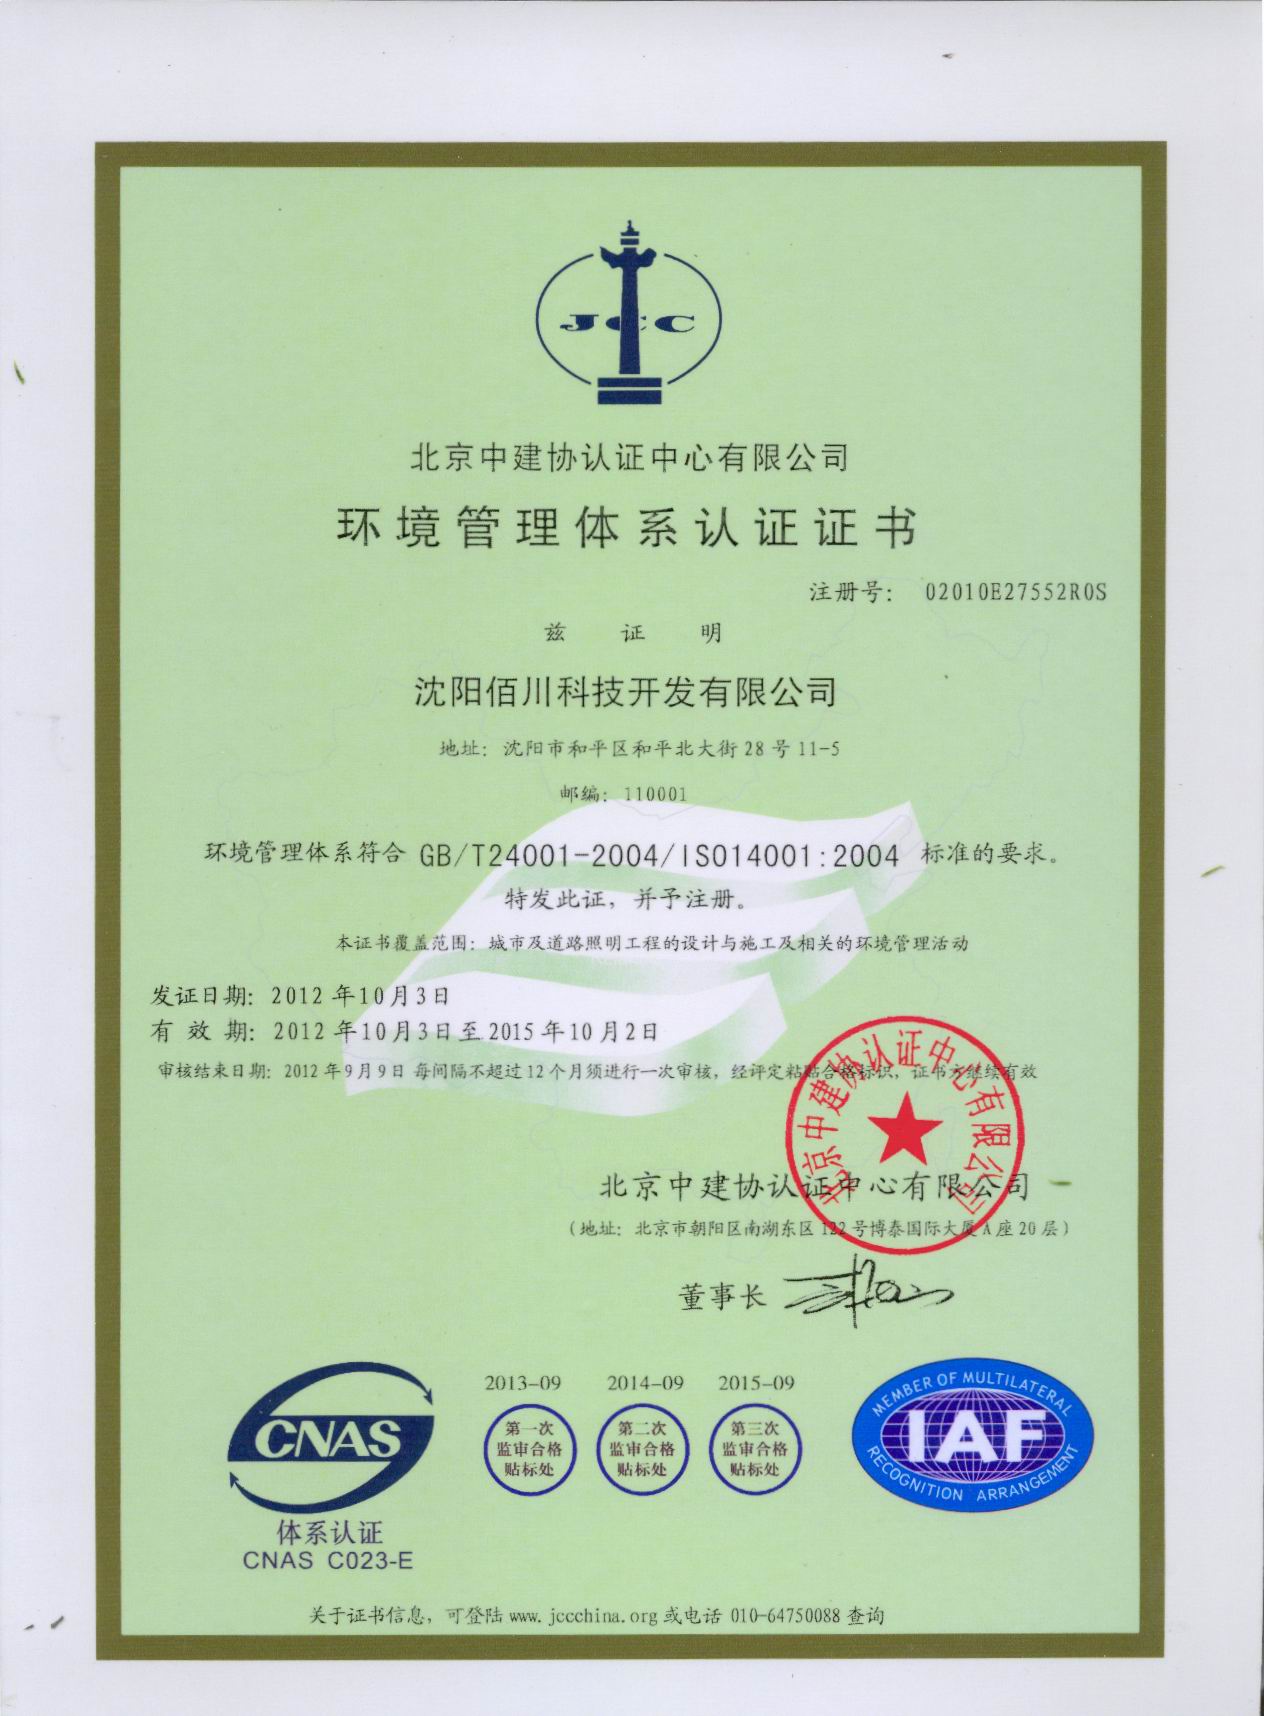 JCC
北京中建协认证中心有限公司
环境管理体系认证证书
注册号: 02010E27552R0S
兹 证 明
沈阳佰川科技开发有限公司
地址: 沈阳市和平区和平北大街28号11-5
邮编: 110001
环境管理体系符合 GB/T24001-2004/ISO14001:2004 标准的要求。
特发此证, 并予注册。
本证书覆盖范围: 城市及道路照明工程的设计与施工及相关的环境管理活动
发证日期: 2012年10月3日
有 效 期: 2012年10月3日至2015年10月2日
审核结束日期: 2012年9月9日 每间隔不超过12个月须进行一次审核, 经评定粘贴合格标识, 证书方继续有效
北京中建协认证中心有限公司
北京中建协认证中心有限公司
(地址: 北京市朝阳区南湖东区122号博泰国际大厦A座20层)
董事长
2013-09 2014-09 2015-09
第一次 监审合格 贴标处
第二次 监审合格 贴标处
第三次 监审合格 贴标处
CNAS
体系认证
CNAS C023-E
MEMBER OF MULTILATERAL
IAF
RECOGNITION ARRANGEMENT
关于证书信息, 可登陆www.jccchina.org或电话010-64750088查询